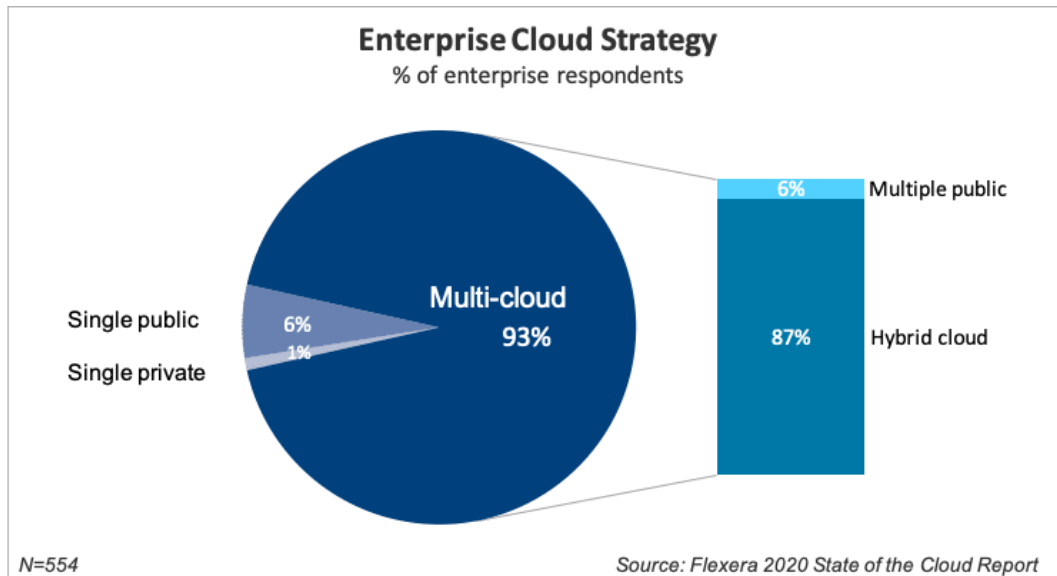 Enterprise Cloud Strategy
% of enterprise respondents
6%
Multiple public
Multi-cloud
93%
Single public
6%
1%
Single private
87%
Hybrid cloud
N=554
Source: Flexera 2020 State of the Cloud Report